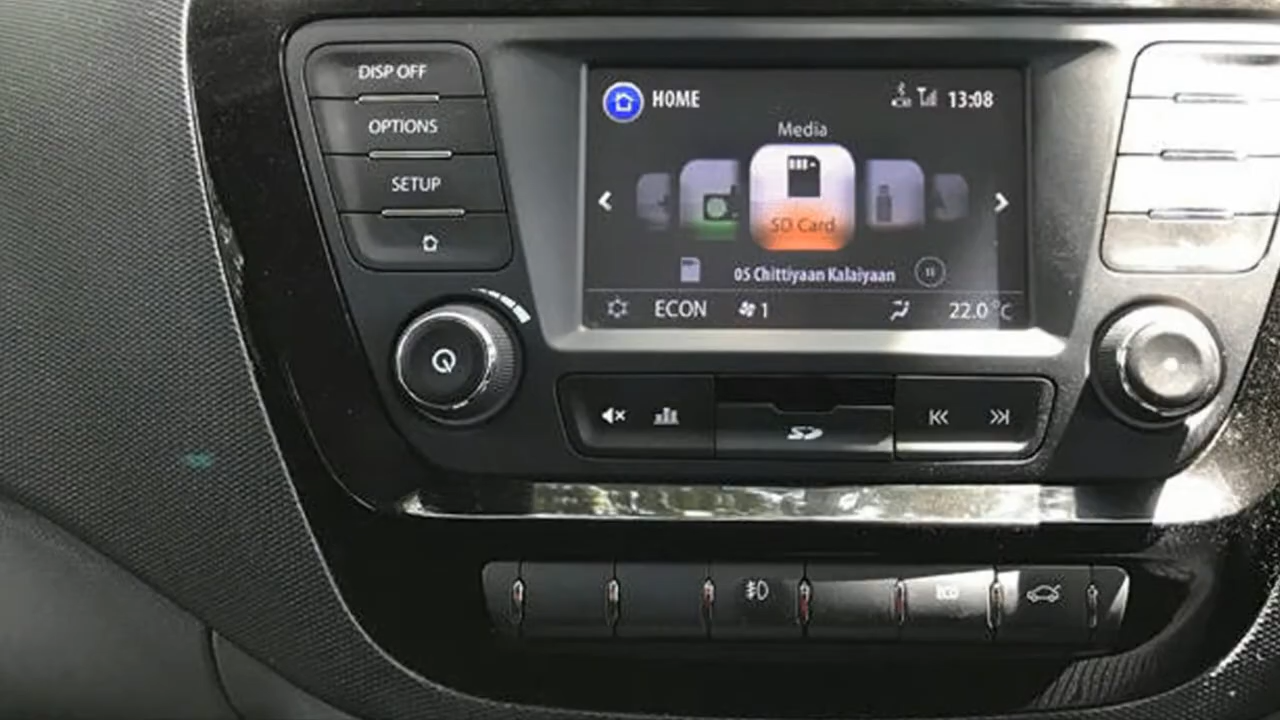 DISP OFF
OPTIONS
SETUP
HOME
13:08
Media
SD Card
05 Chittiyaan Kalaiyaan
ECON
1
22.0 °C
SD